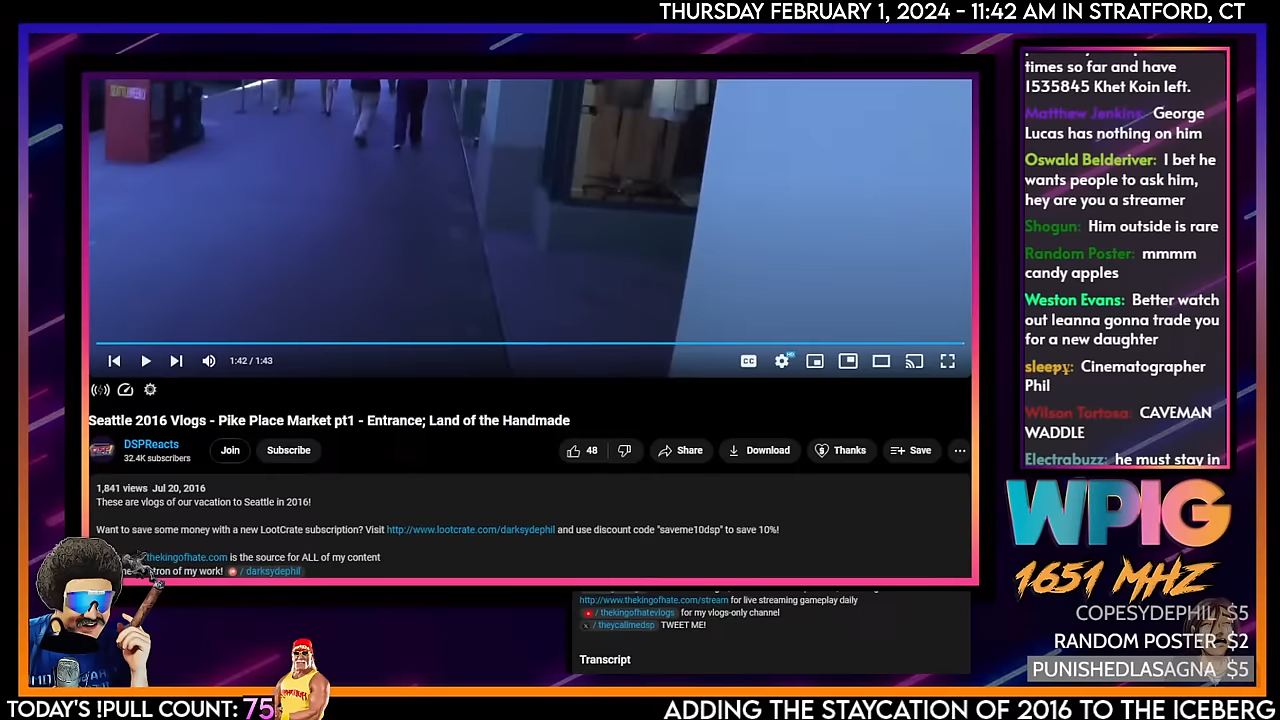 THURSDAY FEBRUARY 1, 2024 - 11:42 AM IN STRATFORD, CT
times so far and have
1535845 Khet Koin left.
Matthew Jenkins: George
Lucas has nothing on him
Oswald Belderiver: I bet he
wants people to ask him,
hey are you a streamer
Shogun: Him outside is rare
Random Poster: mmmm
candy apples
Weston Evans: Better watch
out leanna gonna trade you
for a new daughter
sleepy: Cinematographer
Phil
Wilson Tortosa: CAVEMAN
WADDLE
Electrabuzz: he must stay in
SEATTLE WEEKLY
1:42 / 1:43
CC
HD
Seattle 2016 Vlogs - Pike Place Market pt1 - Entrance; Land of the Handmade
DSPReacts
32.4K subscribers
Join
Subscribe
48
Share
Download
Thanks
Save
1,841 views Jul 20, 2016
These are vlogs of our vacation to Seattle in 2016!
Want to save some money with a new LootCrate subscription? Visit http://www.lootcrate.com/darksydephil and use discount code "saveme10dsp" to save 10%!
thekingofhate.com is the source for ALL of my content
tron of my work! / darksydephil
http://www.thekingofhate.com/stream for live streaming gameplay daily
/ thekingofhatevlogs for my vlogs-only channel
/ theycallmedsp TWEET ME!
Transcript
WPIG
1651 MHZ
COPESYDEPHIL $5
RANDOM POSTER $2
PUNISHEDLASAGNA $5
TODAY'S !PULL COUNT: 75
ADDING THE STAYCATION OF 2016 TO THE ICEBERG